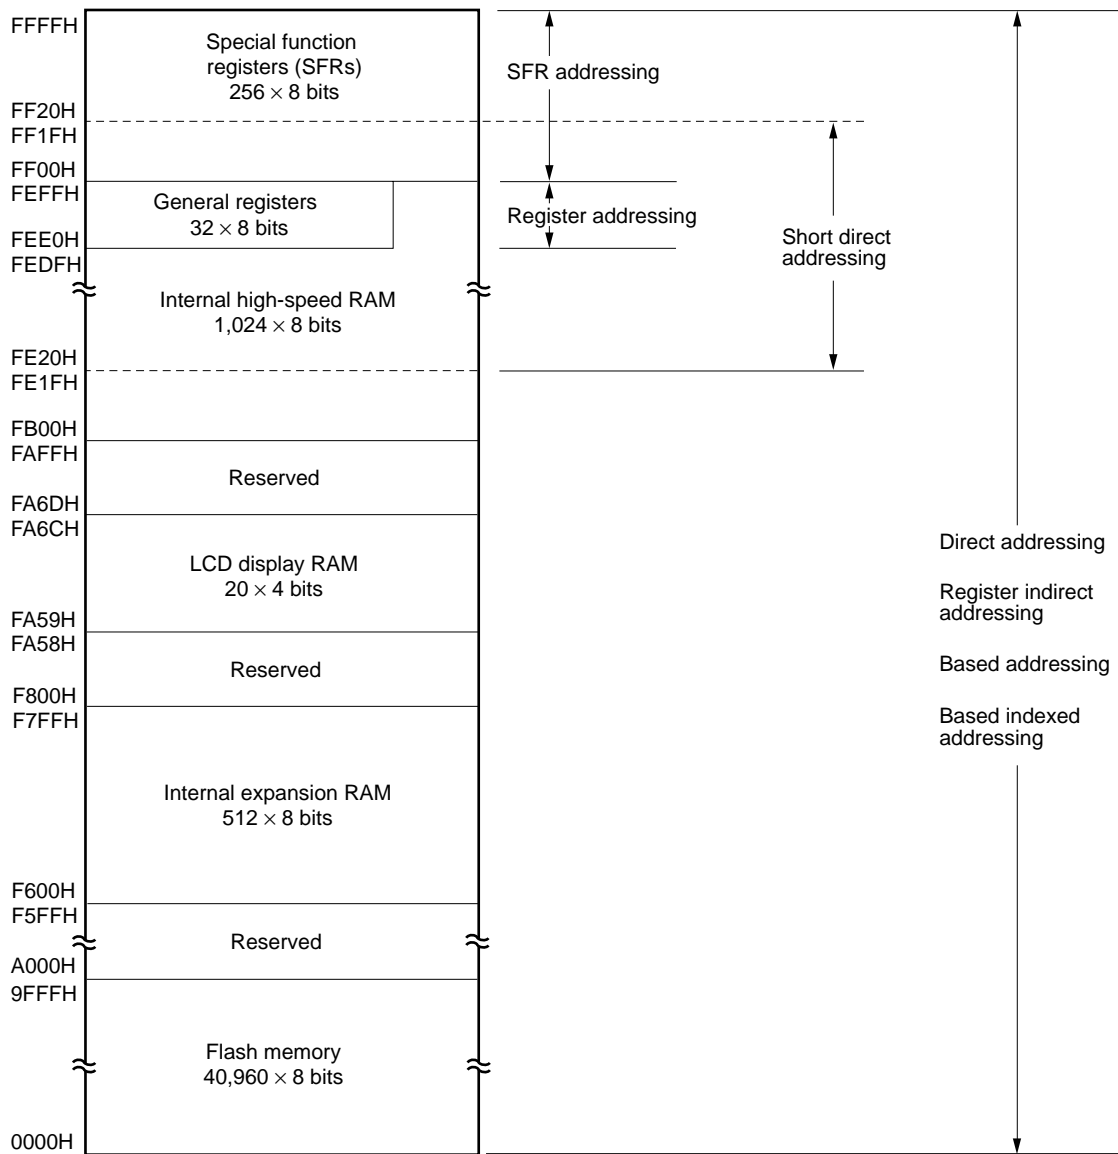 FFFFH
Special function
registers (SFRs)
256 × 8 bits
SFR addressing
FF20H
FF1FH
FF00H
FEFFH
General registers
32 × 8 bits
Register addressing
Short direct
addressing
FEE0H
FEDFH
Internal high-speed RAM
1,024 × 8 bits
FE20H
FE1FH
FB00H
FAFFH
Reserved
FA6DH
FA6CH
LCD display RAM
20 × 4 bits
Direct addressing
Register indirect
addressing
FA59H
FA58H
Reserved
Based addressing
F800H
F7FFH
Based indexed
addressing
Internal expansion RAM
512 × 8 bits
F600H
F5FFH
Reserved
A000H
9FFFH
Flash memory
40,960 × 8 bits
0000H